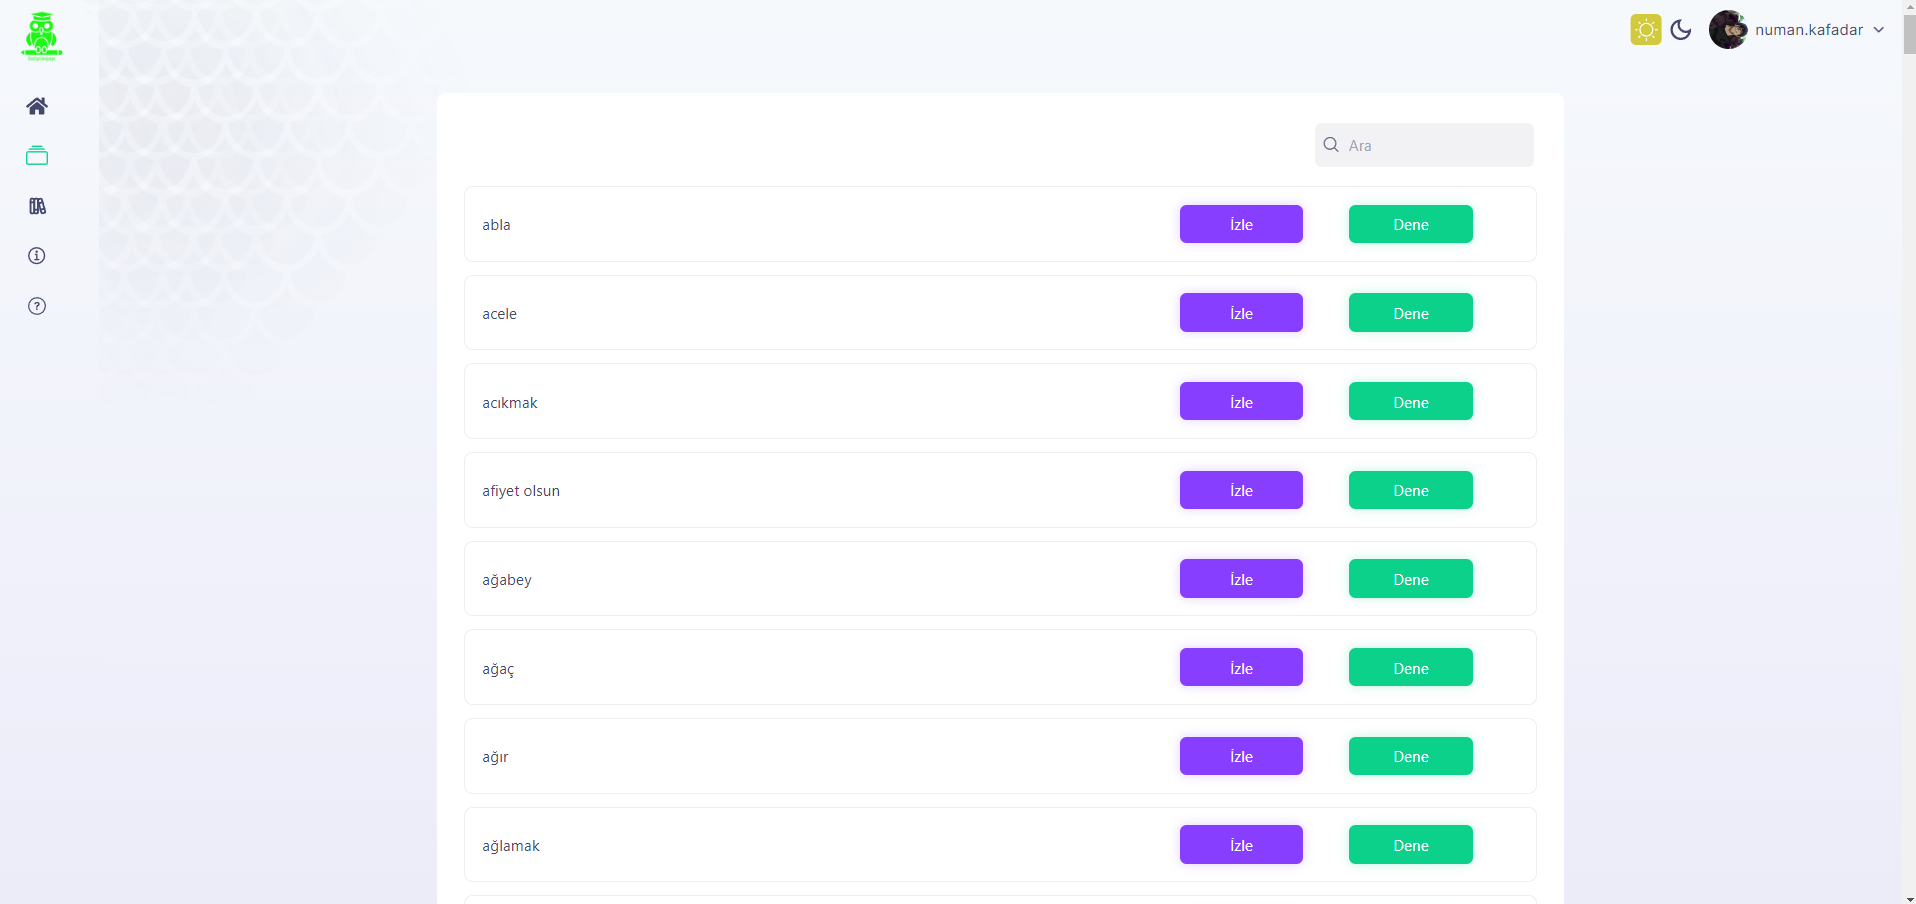 numan.kafadar
Ara
abla İzle Dene
acele İzle Dene
acıkmak İzle Dene
afiyet olsun İzle Dene
ağabey İzle Dene
ağaç İzle Dene
ağır İzle Dene
ağlamak İzle Dene